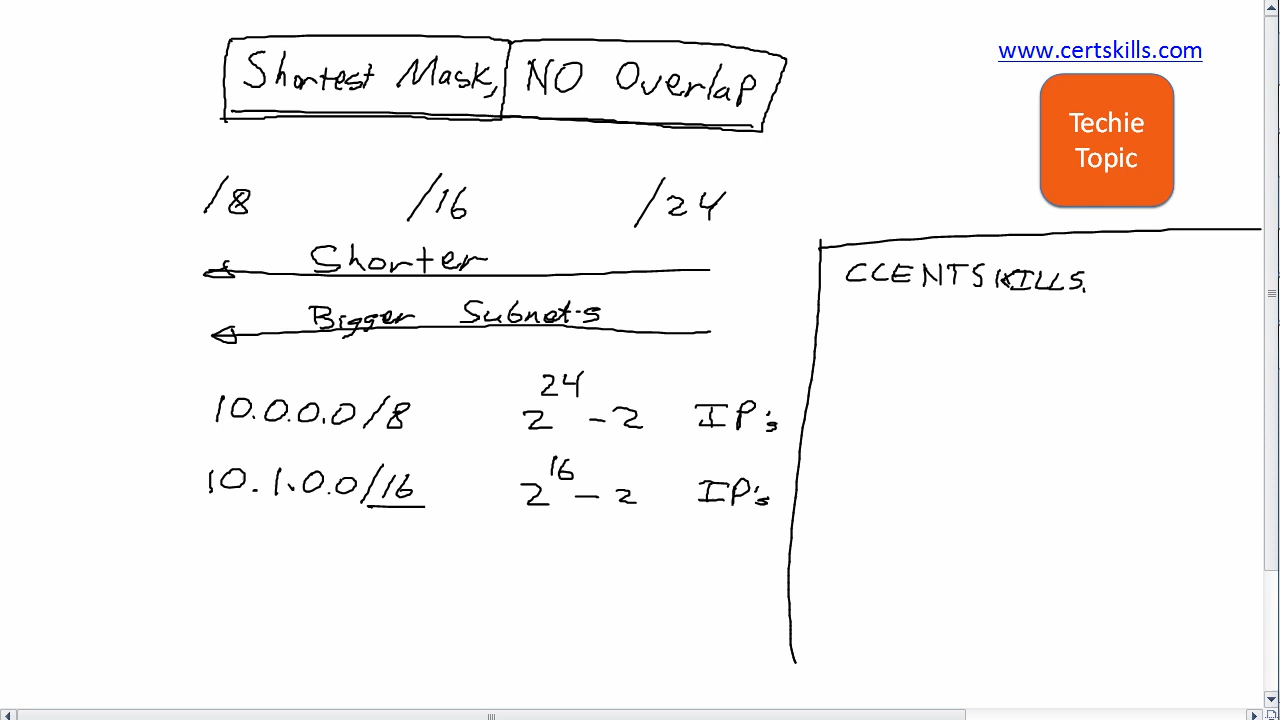 Shortest Mask, NO Overlap
www.certskills.com
Techie
Topic
/8 /16 /24
Shorter
Bigger Subnets
CCENTSKILLS.
10.0.0.0/8 2^24 - 2 IP's
10.1.0.0/16 2^16 - 2 IP's